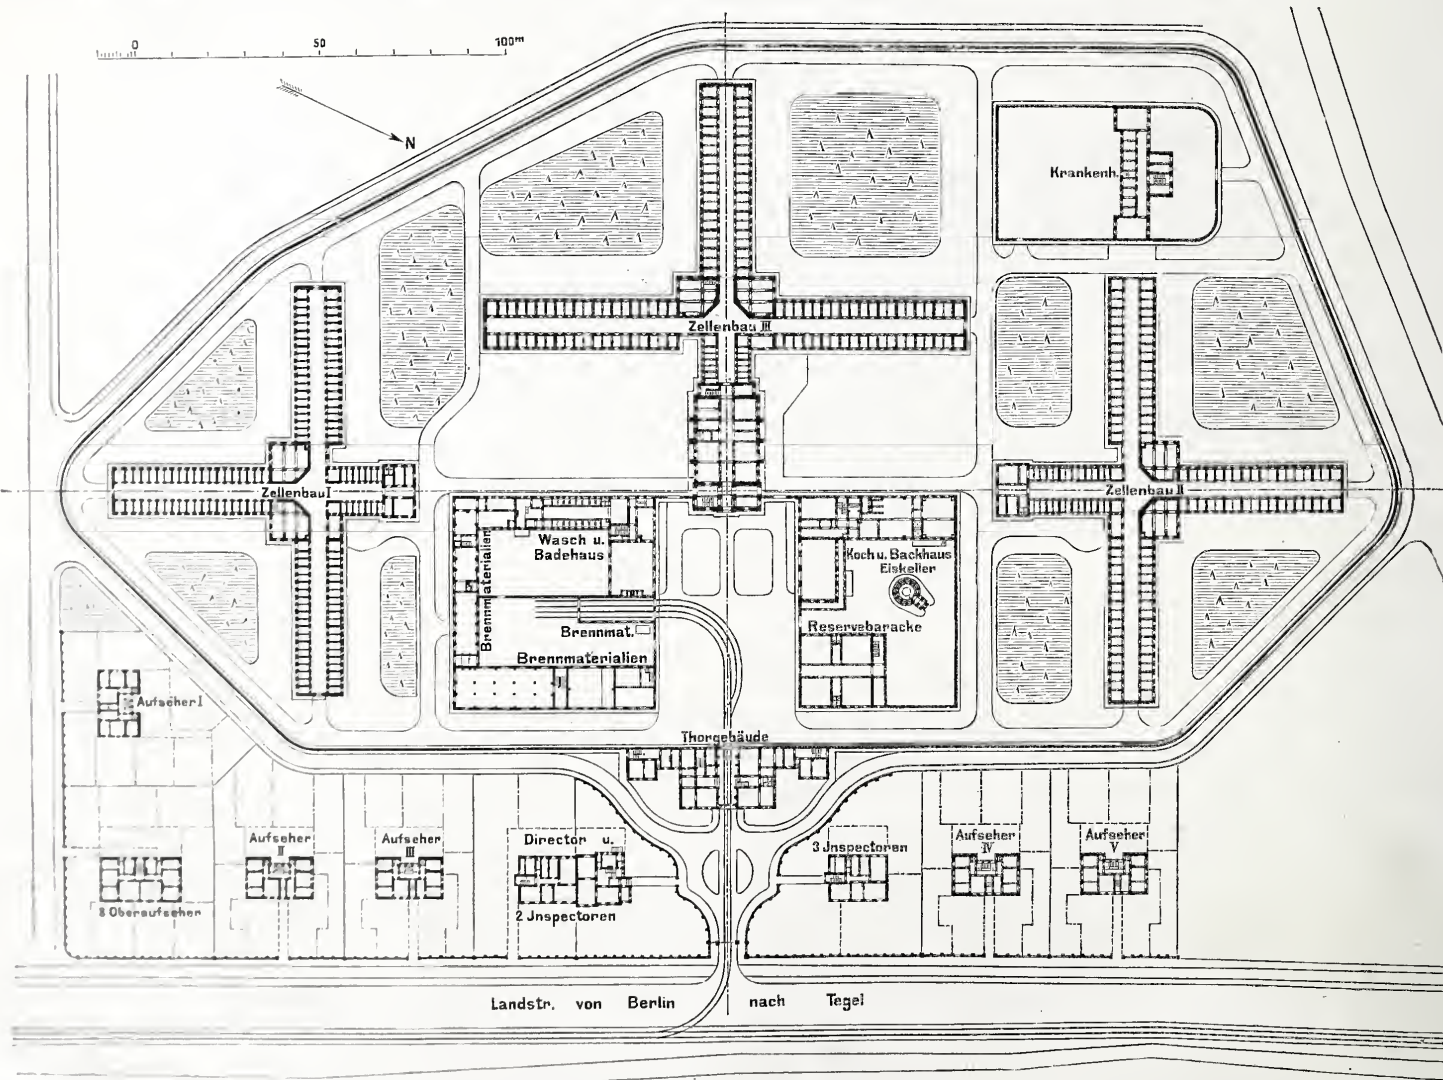 0 50 100m
N
Krankenh.
Zellenbau III
Zellenbau I
Zellenbau II
Wasch u.
Badehaus
Koch u. Backhaus
Eiskeller
Brennmaterialien
Brennmat.
Reservebaracke
Brennmaterialien
Aufseher I
Thorgebäude
Aufseher
II
Aufseher
III
Director u.
3 Jnspectoren
Aufseher
IV
Aufseher
V
8 Oberaufseher
2 Jnspectoren
Landstr. von Berlin nach Tegel